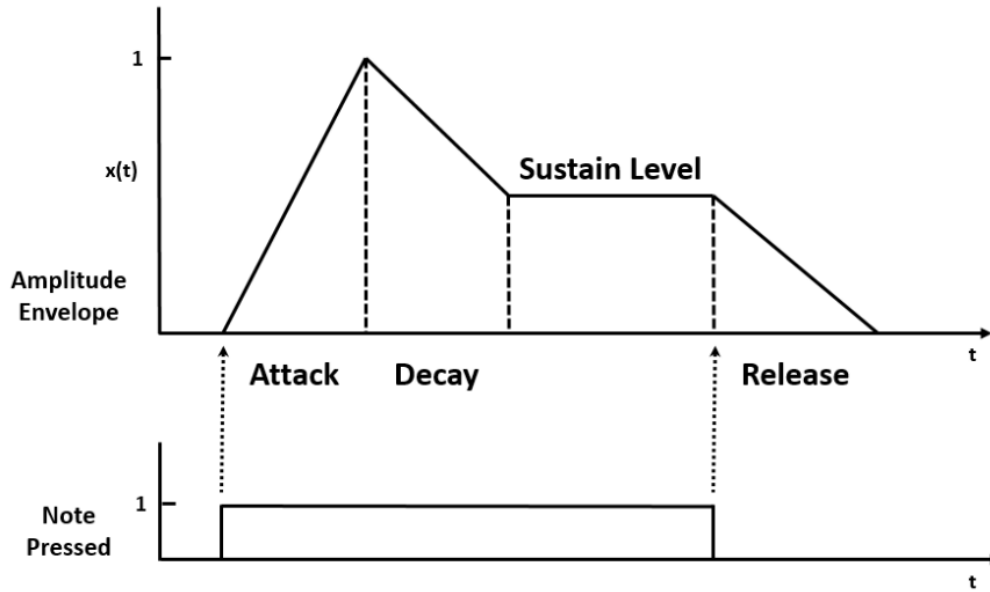 1
x(t)
Sustain Level
Amplitude
Envelope
t
Attack
Decay
Release
1
Note
Pressed
t